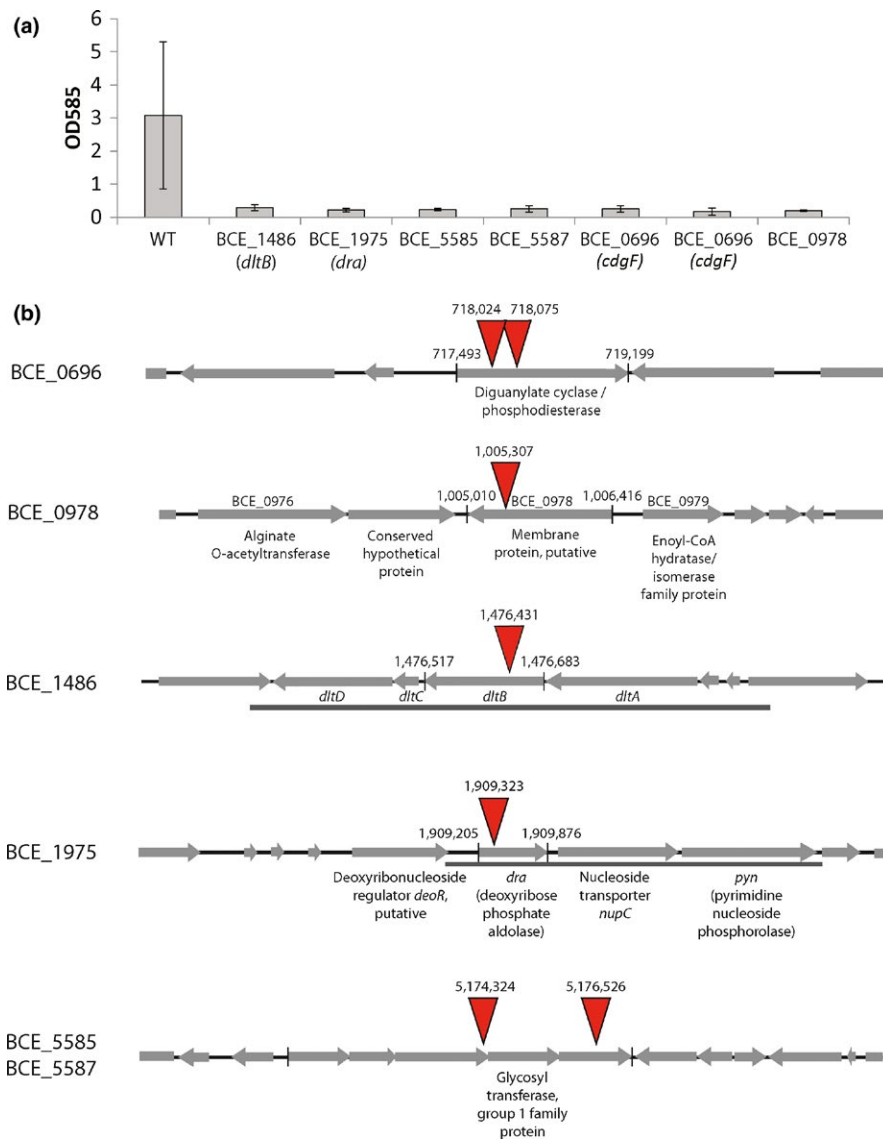 (a)
6
5
4
3
2
1
0
OD585
WT
BCE_1486
(dltB)
BCE_1975
(dra)
BCE_5585
BCE_5587
BCE_0696
(cdgF)
BCE_0696
(cdgF)
BCE_0978
(b)
718,024 718,075
717,493 719,199
BCE_0696
Diguanylate cyclase /
phosphodiesterase
1,005,307
BCE_0976 1,005,010 BCE_0978 1,006,416 BCE_0979
BCE_0978
Alginate
O-acetyltransferase
Conserved
hypothetical
protein
Membrane
protein, putative
Enoyl-CoA
hydratase/
isomerase
family protein
1,476,431
1,476,517 1,476,683
BCE_1486
dltD dltC dltB dltA
1,909,323
1,909,205 1,909,876
BCE_1975
Deoxyribonucleoside
regulator deoR,
putative
dra
(deoxyribose
phosphate
aldolase)
Nucleoside
transporter
nupC
pyn
(pyrimidine
nucleoside
phosphorolase)
5,174,324 5,176,526
BCE_5585
BCE_5587
Glycosyl
transferase,
group 1 family
protein